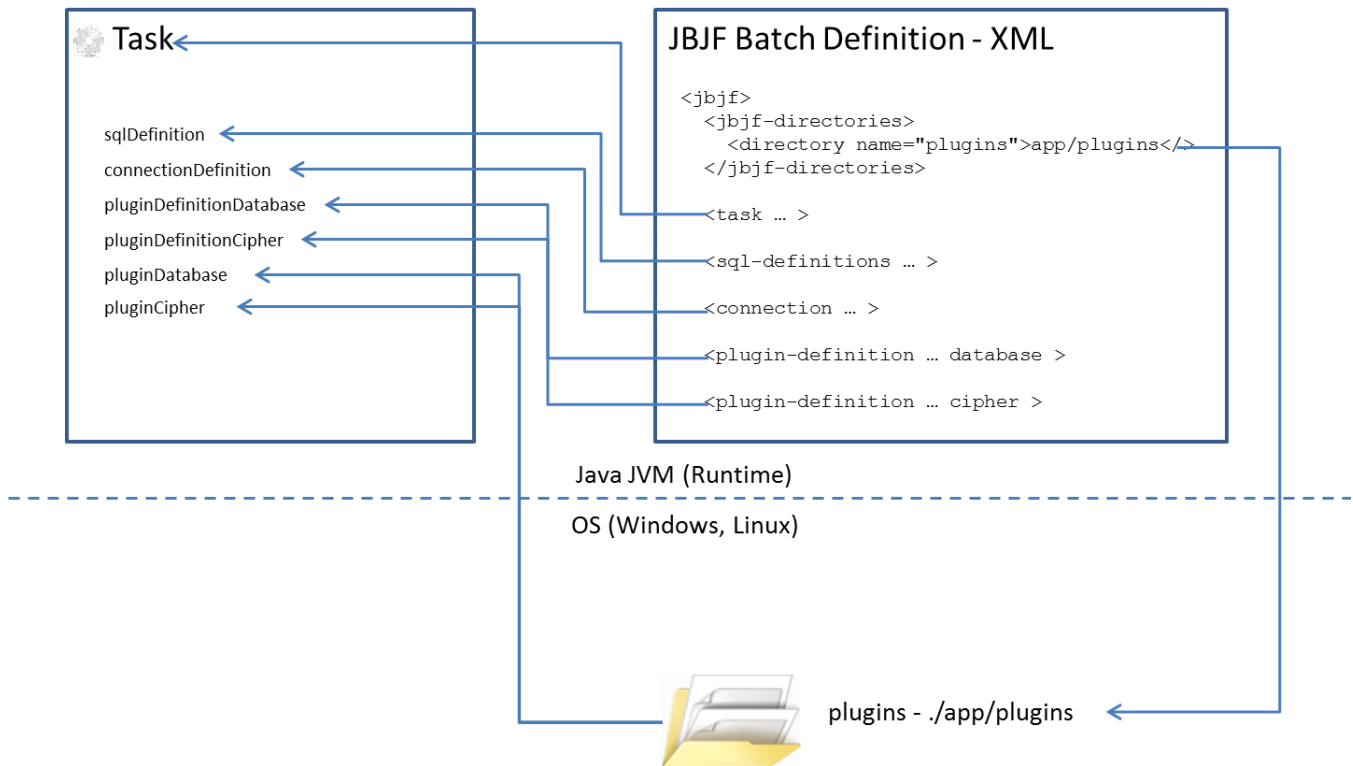 Task
sqlDefinition
connectionDefinition
pluginDefinitionDatabase
pluginDefinitionCipher
pluginDatabase
pluginCipher
JBJF Batch Definition - XML
<jbjf>
<jbjf-directories>
<directory name="plugins">app/plugins</>
</jbjf-directories>
<task … >
<sql-definitions … >
<connection … >
<plugin-definition … database >
<plugin-definition … cipher >
Java JVM (Runtime)
OS (Windows, Linux)
plugins - ./app/plugins